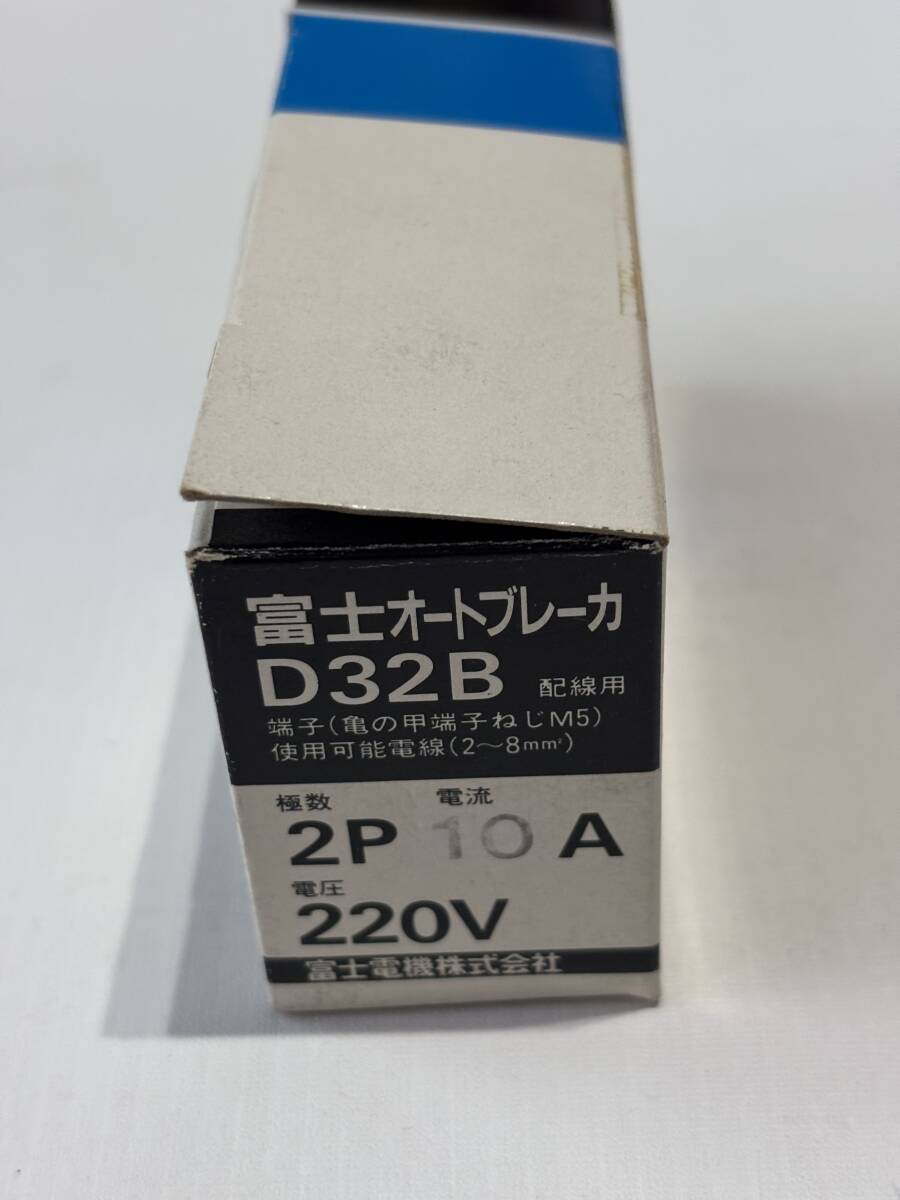 富士オートブレーカ
D32B 配線用
端子(亀の甲端子ねじM5)
使用可能電線(2～8mm²)
極数 電流
2P 10 A
電圧
220V
富士電機株式会社